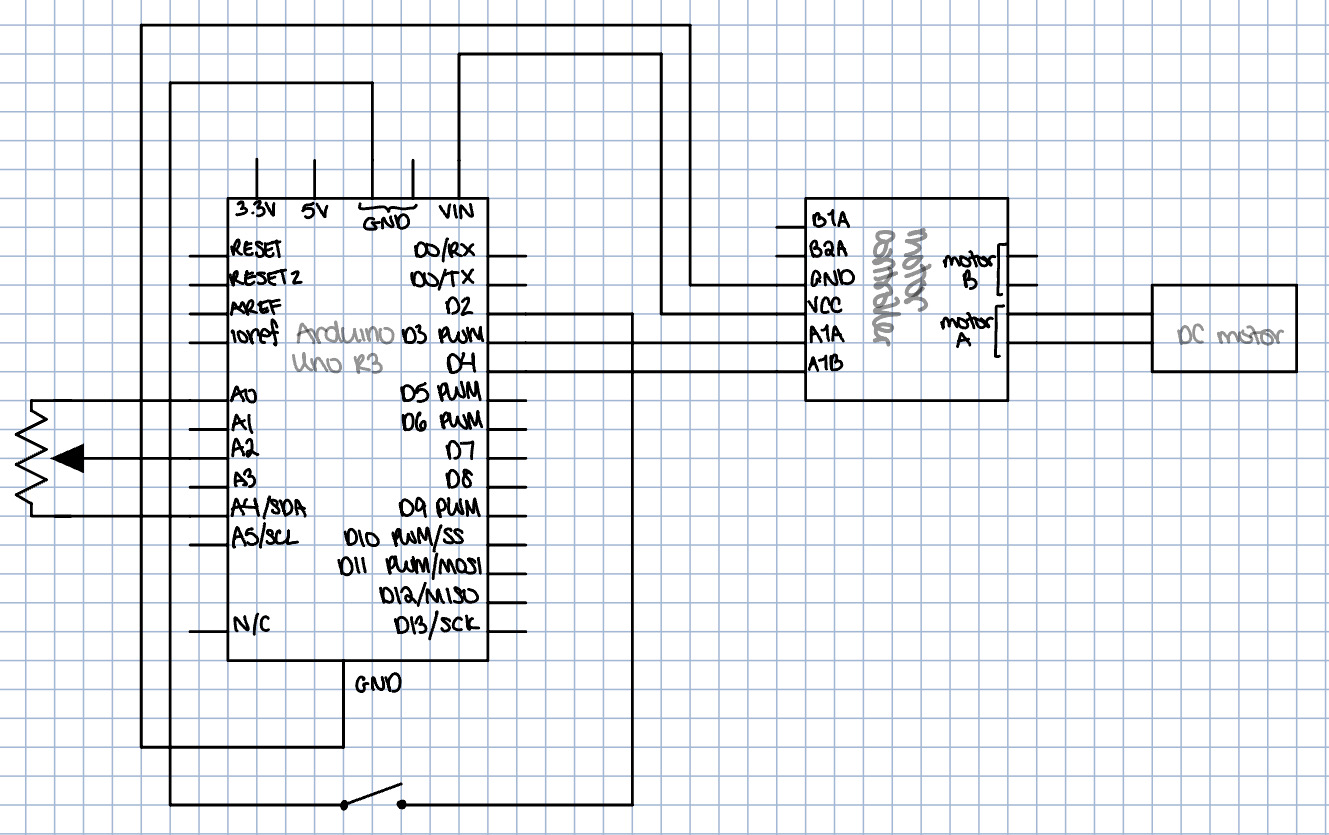 3.3V
5V
GND
VIN
RESET
RESET2
AREF
ioref
Arduino
Uno R3
A0
A1
A2
A3
A4/SDA
A5/SCL
N/C
D0/RX
D0/TX
D2
D3 PWM
D4
D5 PWM
D6 PWM
D7
D8
D9 PWM
D10 PWM/SS
D11 PWM/MOSI
D12/MISO
D13/SCK
GND
B1A
B2A
GND
VCC
A1A
A1B
motor
controller
motor
B
motor
A
DC motor